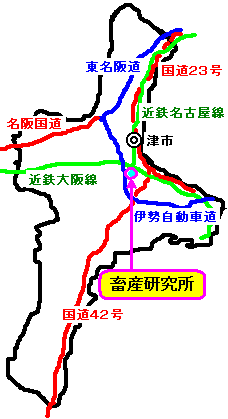 東名阪道
国道23号
近鉄名古屋線
名阪国道
津市
近鉄大阪線
伊勢自動車道
畜産研究所
国道42号